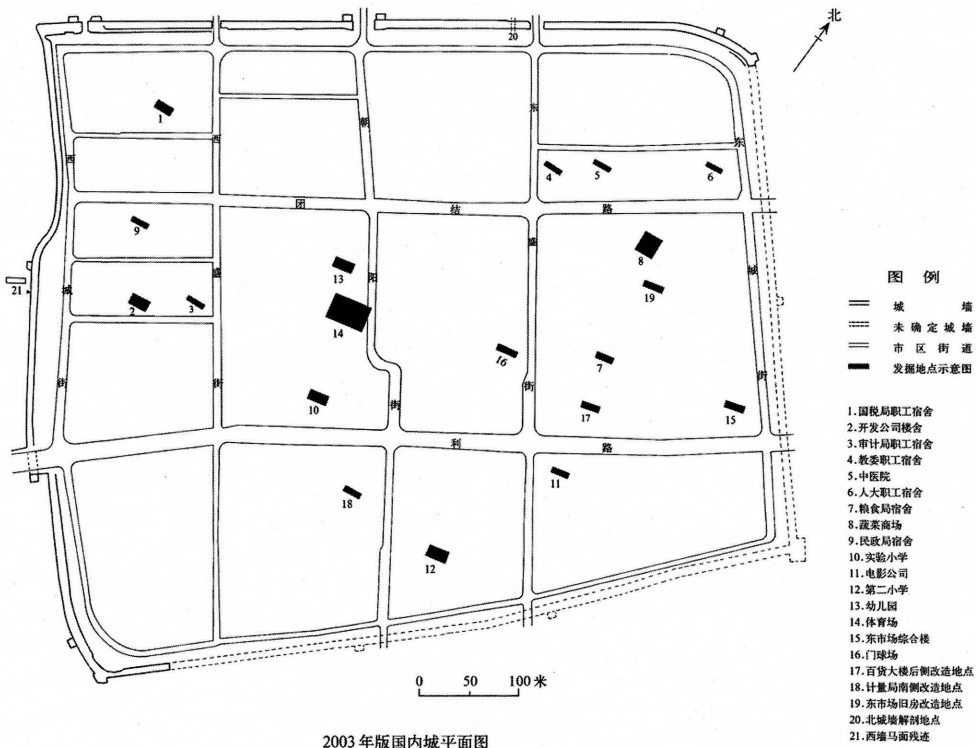 北
20
1
西
西
朝
东
东
4
5
6
团
结
路
9
盛
盛
13
阳
8
19
21
城
2
3
城
14
16
7
10
17
15
街
街
街
街
街
利
路
18
11
12
0 50 100 米
2003 年版国内城平面图
图 例
城 墙
未确定城墙
市区街道
发掘地点示意图
1.国税局职工宿舍
2.开发公司楼舍
3.审计局职工宿舍
4.教委职工宿舍
5.中医院
6.人大职工宿舍
7.粮食局宿舍
8.蔬菜商场
9.民政局宿舍
10.实验小学
11.电影公司
12.第二小学
13.幼儿园
14.体育场
15.东市场综合楼
16.门球场
17.百货大楼后侧改造地点
18.计量局南侧改造地点
19.东市场旧房改造地点
20.北城墙解剖地点
21.西墙马面残迹